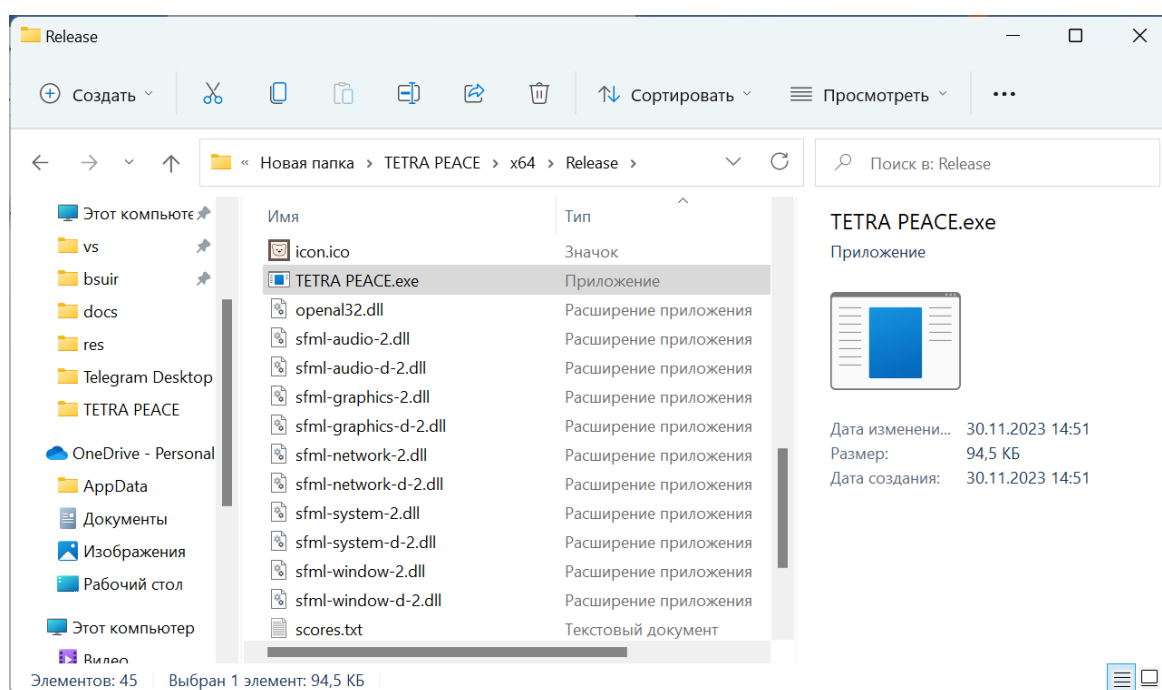 Release
Создать
Сортировать
Просмотреть
« Новая папка > TETRA PEACE > x64 > Release >
Поиск в: Release
Этот компьюте
vs
bsuir
docs
res
Telegram Desktop
TETRA PEACE
OneDrive - Personal
AppData
Документы
Изображения
Рабочий стол
Этот компьютер
Видео
Имя Тип
icon.ico Значок
TETRA PEACE.exe Приложение
openal32.dll Расширение приложения
sfml-audio-2.dll Расширение приложения
sfml-audio-d-2.dll Расширение приложения
sfml-graphics-2.dll Расширение приложения
sfml-graphics-d-2.dll Расширение приложения
sfml-network-2.dll Расширение приложения
sfml-network-d-2.dll Расширение приложения
sfml-system-2.dll Расширение приложения
sfml-system-d-2.dll Расширение приложения
sfml-window-2.dll Расширение приложения
sfml-window-d-2.dll Расширение приложения
scores.txt Текстовый документ
TETRA PEACE.exe
Приложение
Дата изменени... 30.11.2023 14:51
Размер: 94,5 КБ
Дата создания: 30.11.2023 14:51
Элементов: 45 Выбран 1 элемент: 94,5 КБ